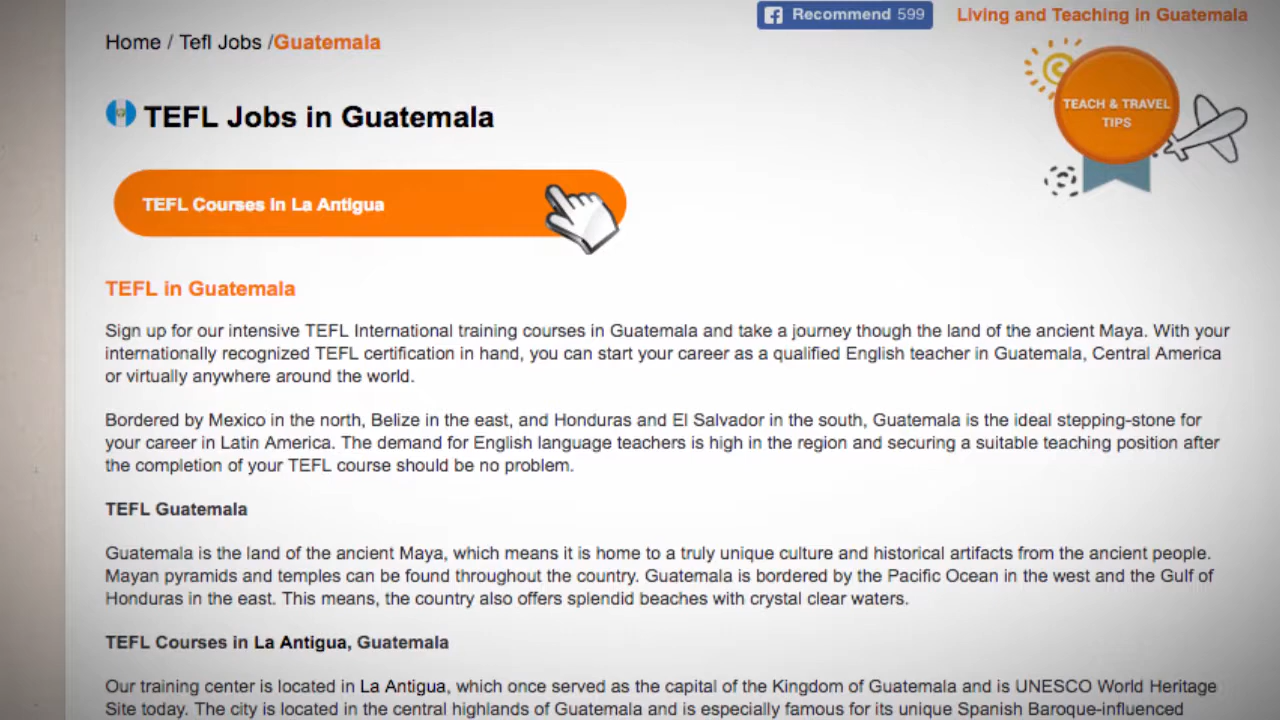 Recommend 599
Living and Teaching in Guatemala
Home / Tefl Jobs /Guatemala
TEACH & TRAVEL
TIPS
TEFL Jobs in Guatemala
TEFL Courses in La Antigua
TEFL in Guatemala
Sign up for our intensive TEFL International training courses in Guatemala and take a journey though the land of the ancient Maya. With your
internationally recognized TEFL certification in hand, you can start your career as a qualified English teacher in Guatemala, Central America
or virtually anywhere around the world.
Bordered by Mexico in the north, Belize in the east, and Honduras and El Salvador in the south, Guatemala is the ideal stepping-stone for
your career in Latin America. The demand for English language teachers is high in the region and securing a suitable teaching position after
the completion of your TEFL course should be no problem.
TEFL Guatemala
Guatemala is the land of the ancient Maya, which means it is home to a truly unique culture and historical artifacts from the ancient people.
Mayan pyramids and temples can be found throughout the country. Guatemala is bordered by the Pacific Ocean in the west and the Gulf of
Honduras in the east. This means, the country also offers splendid beaches with crystal clear waters.
TEFL Courses in La Antigua, Guatemala
Our training center is located in La Antigua, which once served as the capital of the Kingdom of Guatemala and is UNESCO World Heritage
Site today. The city is located in the central highlands of Guatemala and is especially famous for its unique Spanish Baroque-influenced